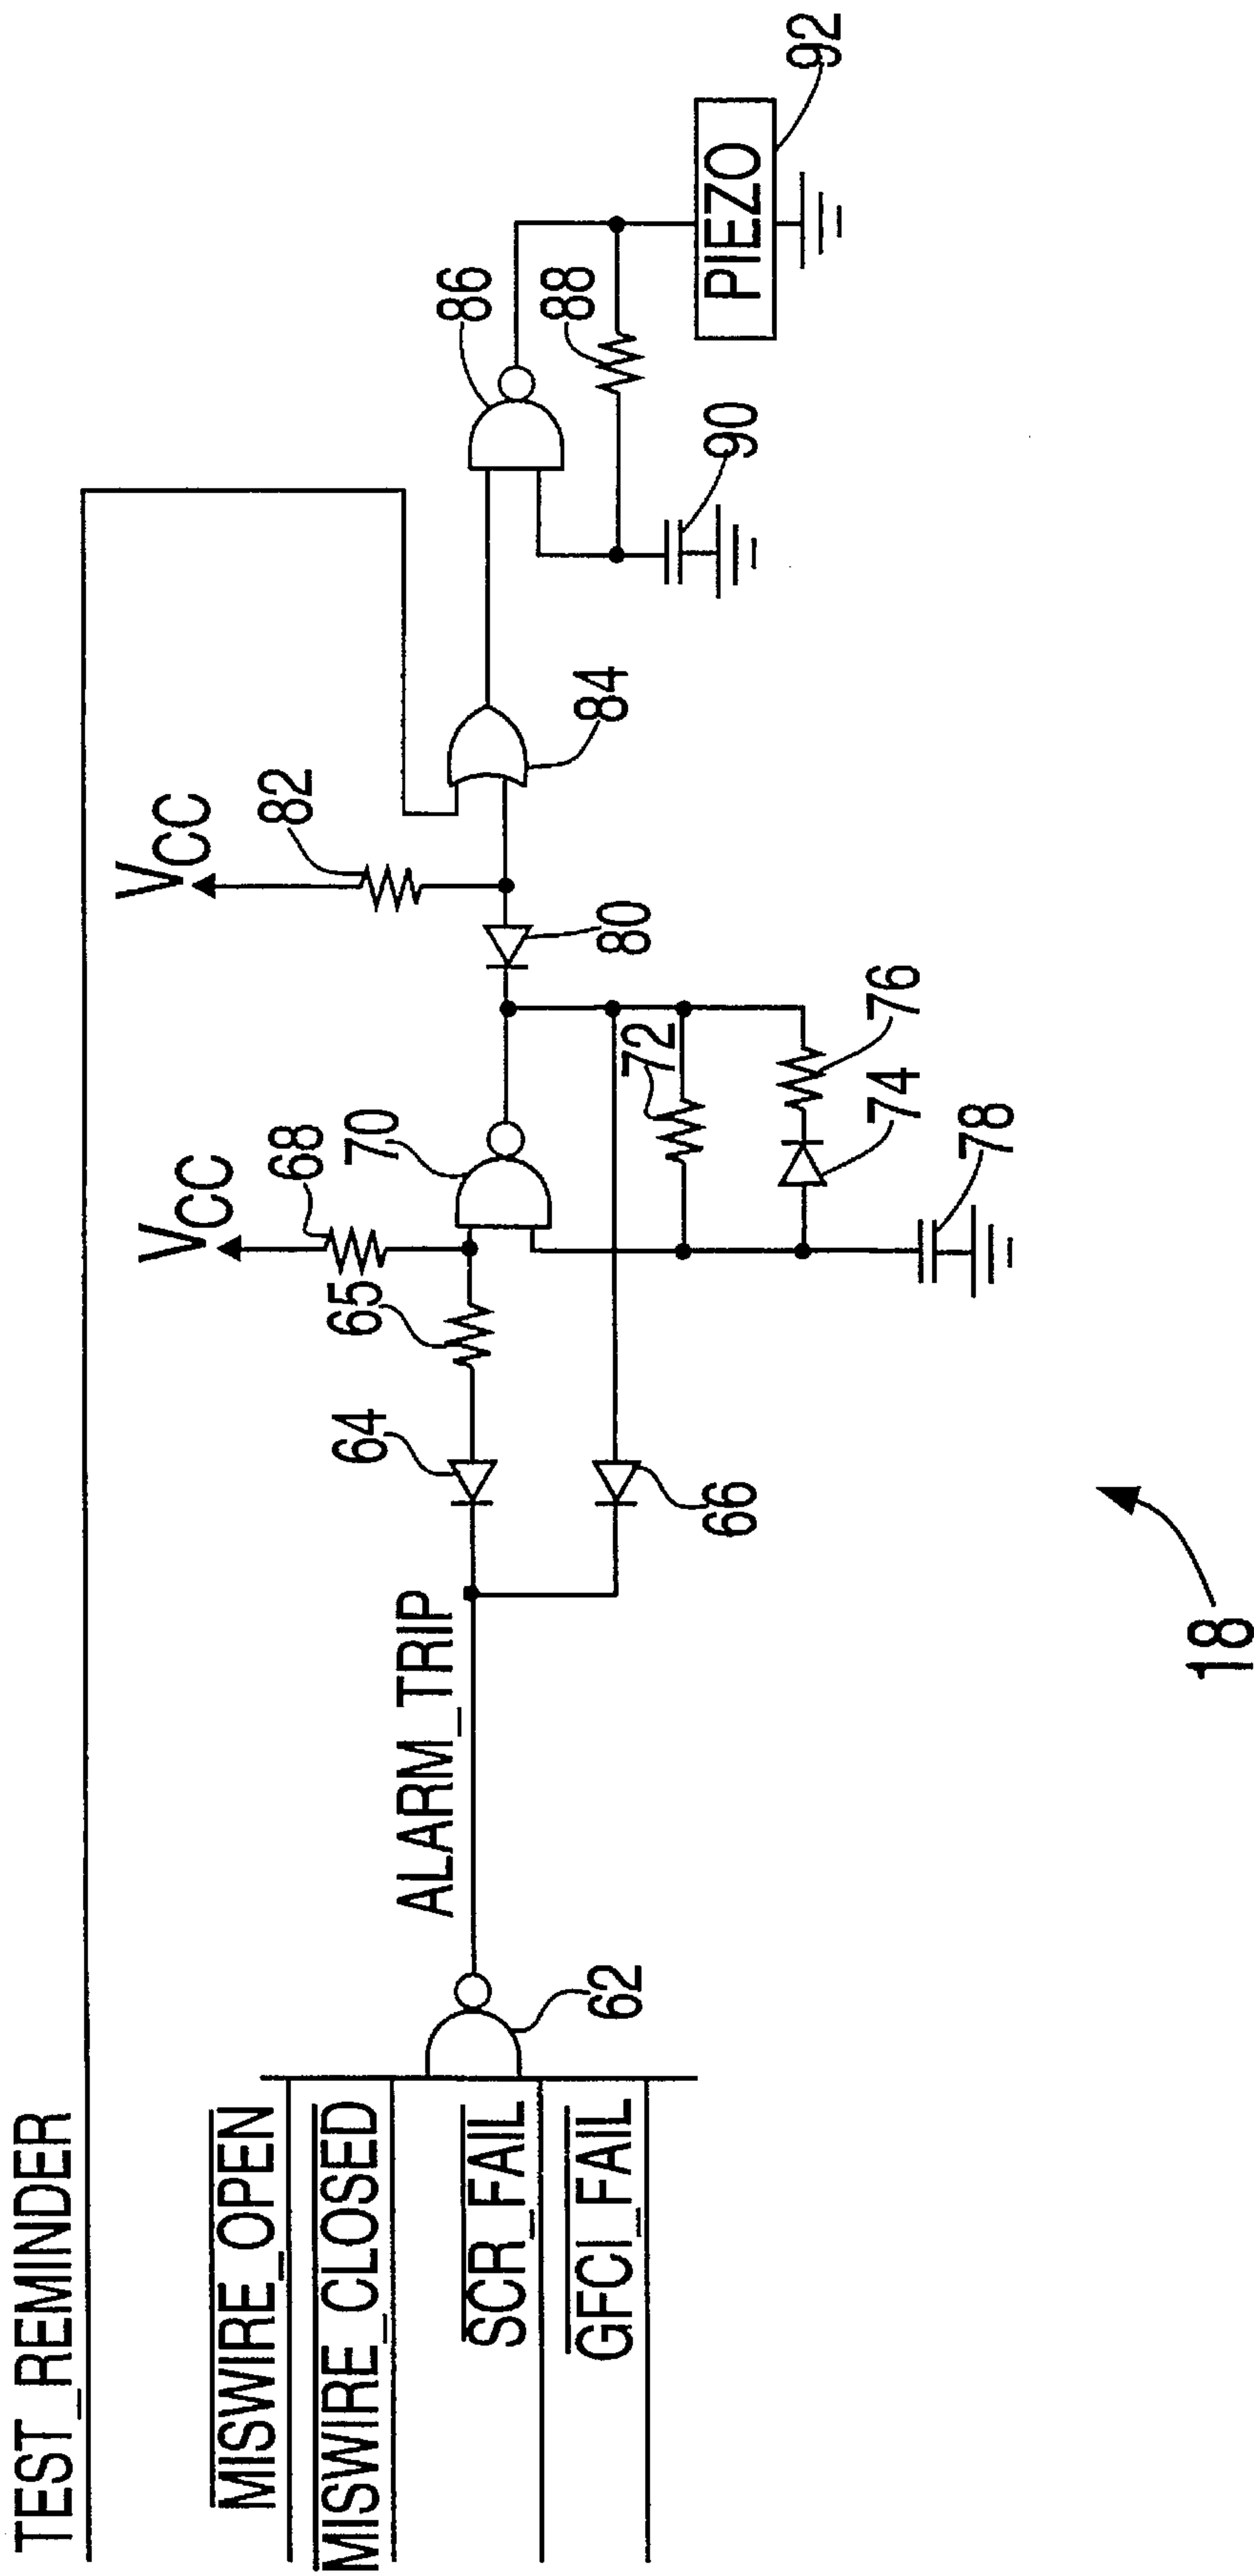 TEST_REMINDER
MISWIRE_OPEN
MISWIRE_CLOSED
SCR_FAIL
GFCI_FAIL
62
ALARM_TRIP
64
66
65
68
VCC
70
72
74
76
78
80
82
VCC
84
86
88
90
PIEZO
92
18